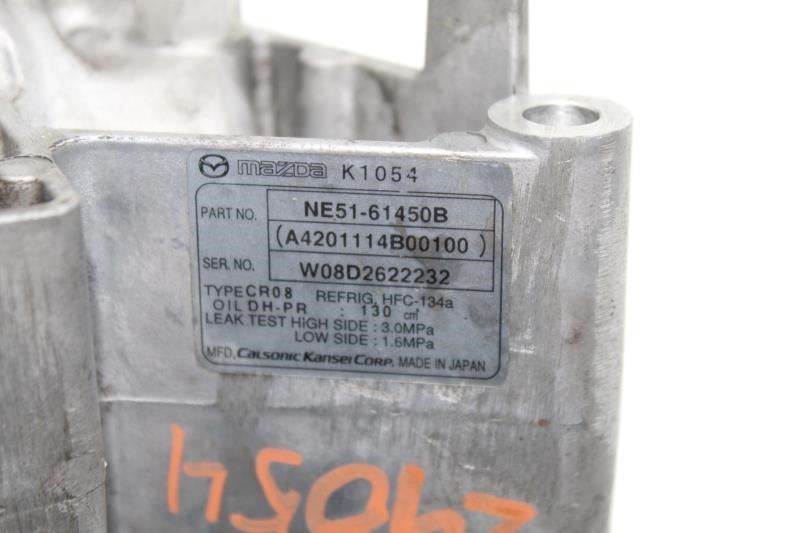 mazda K1054
PART NO. NE51-61450B
(A4201114B00100)
SER. NO. W08D2622232
TYPE CR08 REFRIG, HFC-134a
OIL DH-PR : 130 cm³
LEAK TEST HIGH SIDE : 3.0MPa
LOW SIDE : 1.6MPa
MFD, CALSONIC KANSEI CORP. MADE IN JAPAN